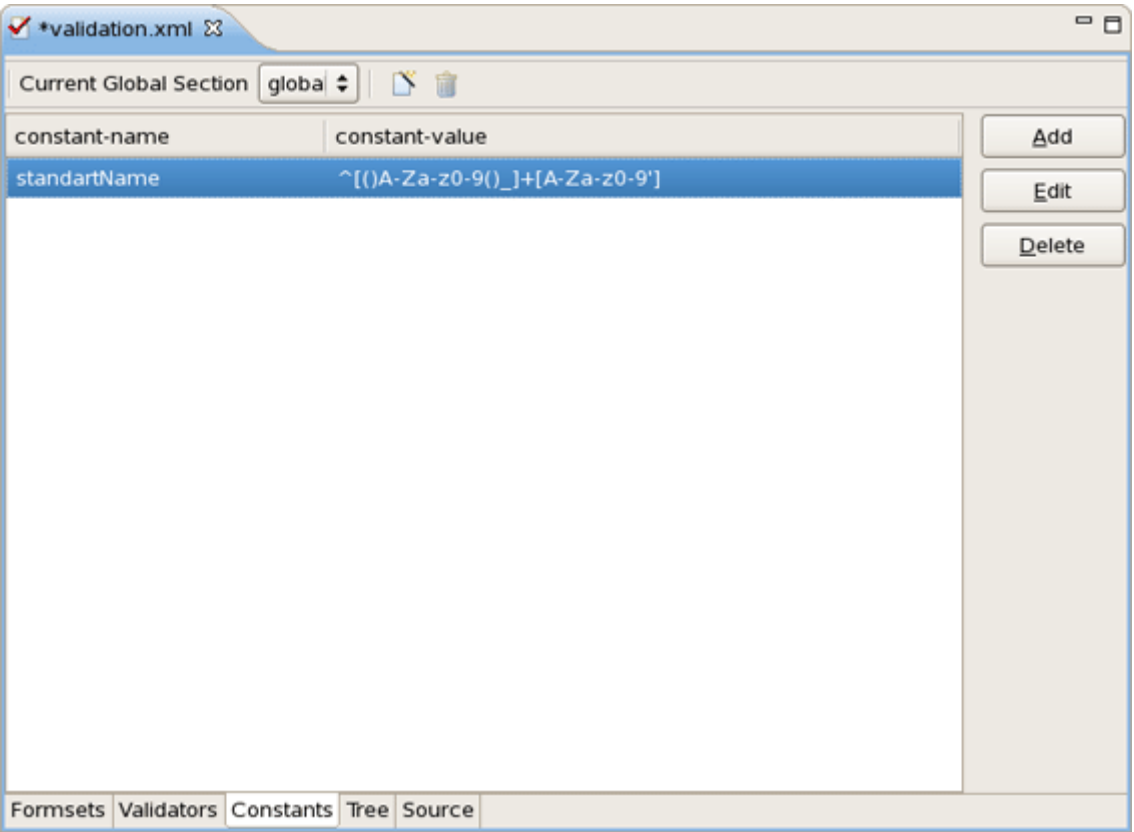 *validation.xml
Current Global Section globa
constant-name constant-value
standartName ^[()A-Za-z0-9()_]+[A-Za-z0-9']
Add
Edit
Delete
Formsets Validators Constants Tree Source